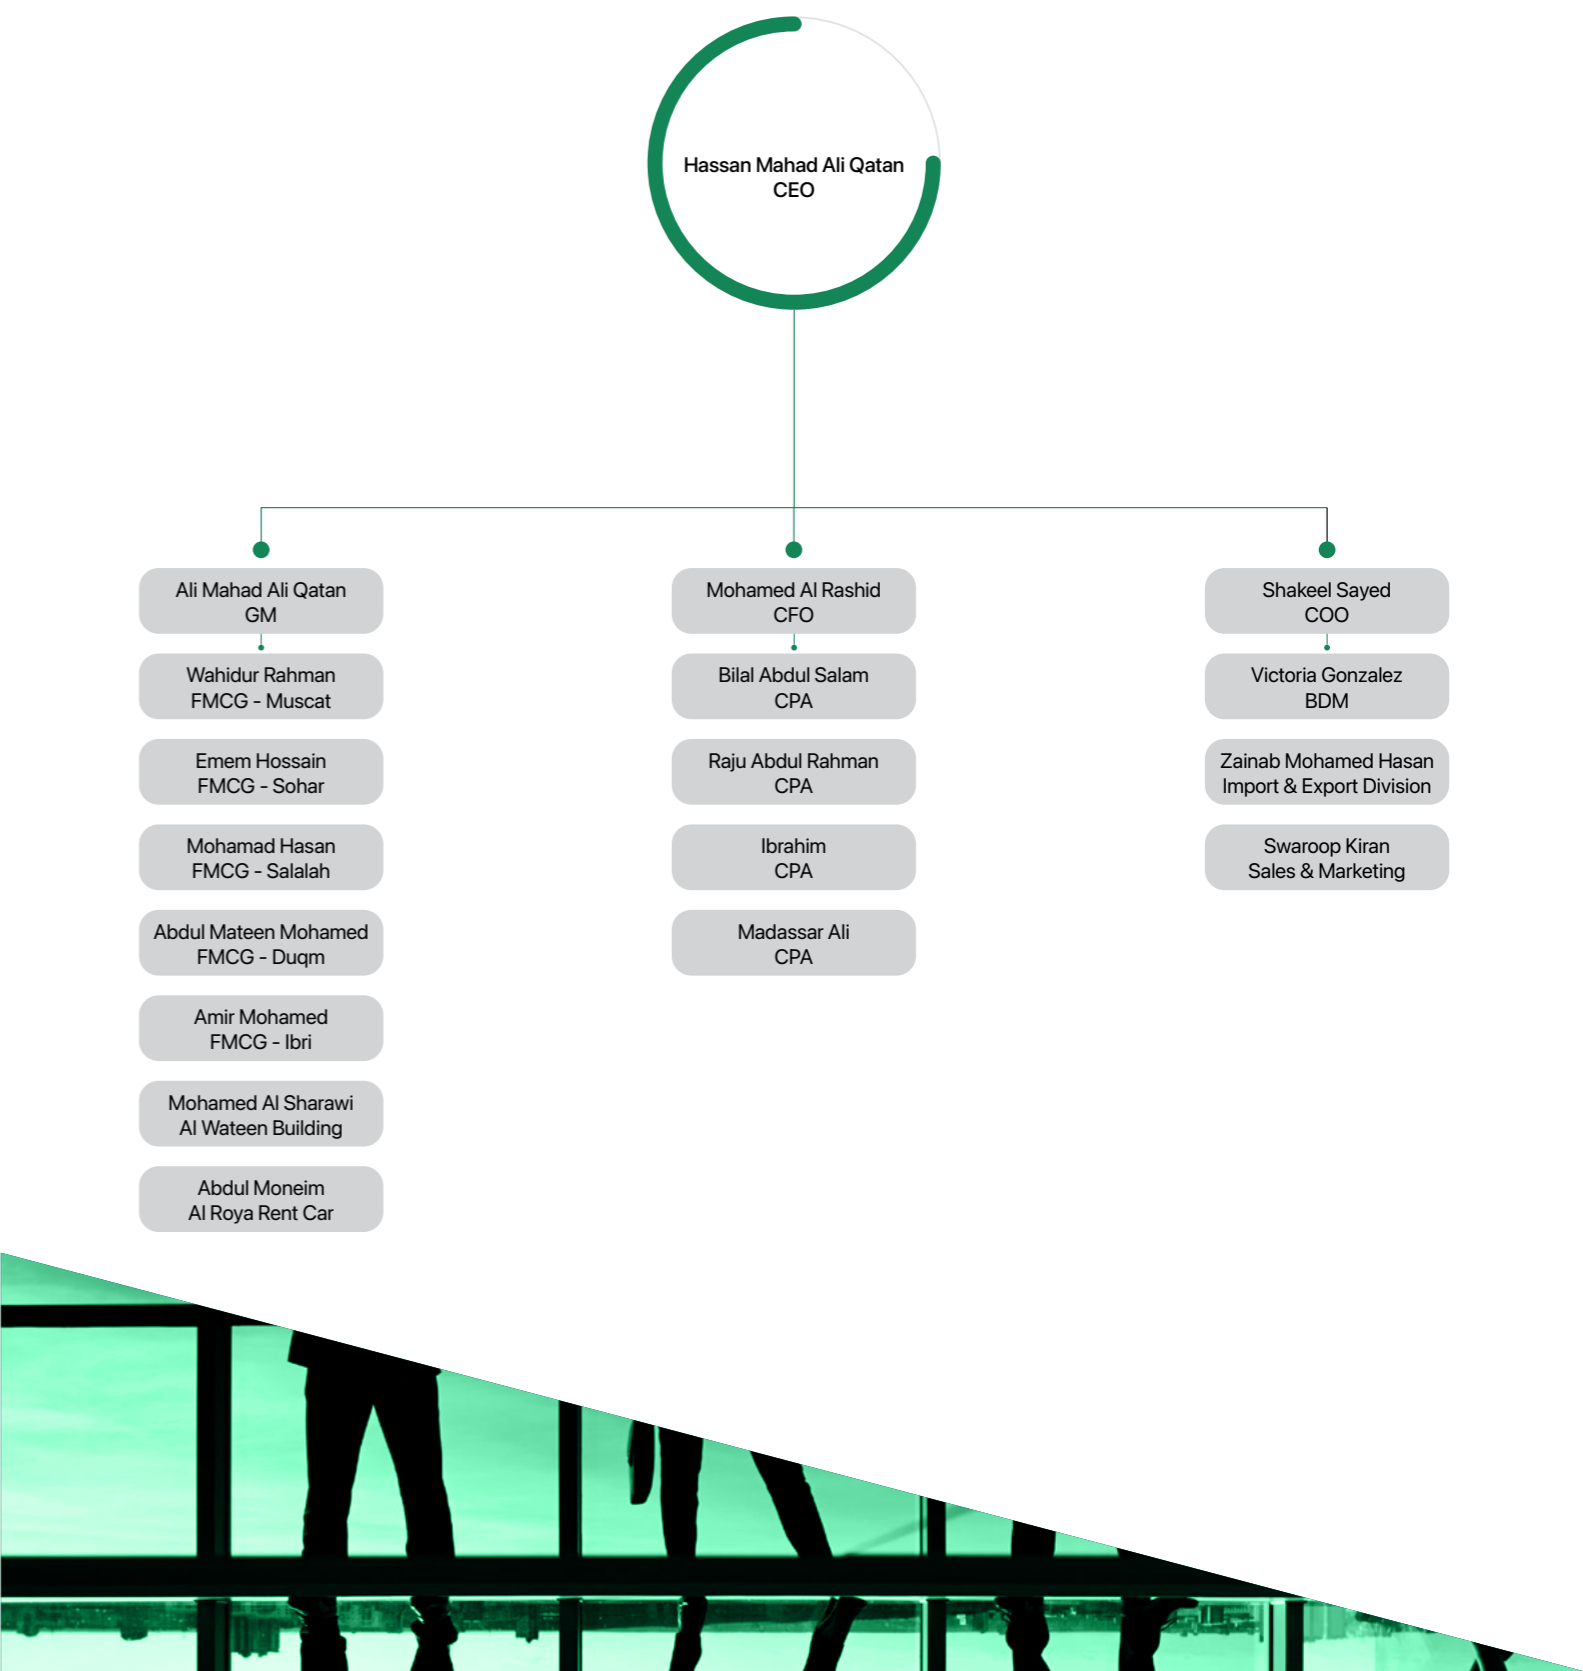 Hassan Mahad Ali Qatan
CEO
Ali Mahad Ali Qatan
GM
Wahidur Rahman
FMCG - Muscat
Emem Hossain
FMCG - Sohar
Mohamad Hasan
FMCG - Salalah
Abdul Mateen Mohamed
FMCG - Duqm
Amir Mohamed
FMCG - Ibri
Mohamed Al Sharawi
Al Wateen Building
Abdul Moneim
Al Roya Rent Car
Mohamed Al Rashid
CFO
Bilal Abdul Salam
CPA
Raju Abdul Rahman
CPA
Ibrahim
CPA
Madassar Ali
CPA
Shakeel Sayed
COO
Victoria Gonzalez
BDM
Zainab Mohamed Hasan
Import & Export Division
Swaroop Kiran
Sales & Marketing